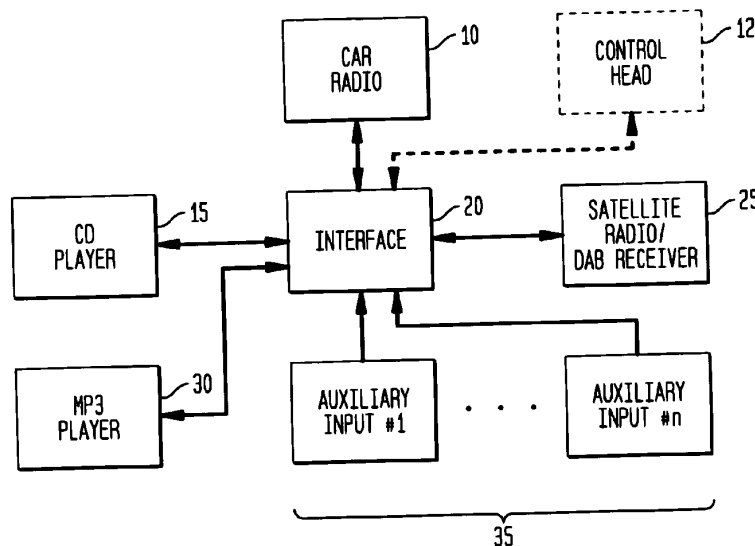 CAR
RADIO
10
CONTROL
HEAD
12
CD
PLAYER
15
INTERFACE
20
SATELLITE
RADIO/
DAB RECEIVER
25
MP3
PLAYER
30
AUXILIARY
INPUT #1
. . .
AUXILIARY
INPUT #n
35